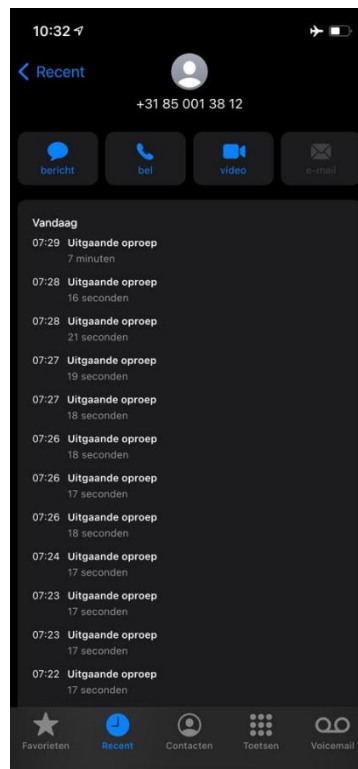 10:32
Recent
+31 85 001 38 12
bericht
bel
video
e-mail
Vandaag
07:29 Uitgaande oproep
7 minuten
07:28 Uitgaande oproep
16 seconden
07:28 Uitgaande oproep
21 seconden
07:27 Uitgaande oproep
19 seconden
07:27 Uitgaande oproep
18 seconden
07:26 Uitgaande oproep
18 seconden
07:26 Uitgaande oproep
17 seconden
07:26 Uitgaande oproep
18 seconden
07:24 Uitgaande oproep
17 seconden
07:23 Uitgaande oproep
17 seconden
07:23 Uitgaande oproep
17 seconden
07:22 Uitgaande oproep
17 seconden
Favorieten
Recent
Contacten
Toetsen
Voicemail